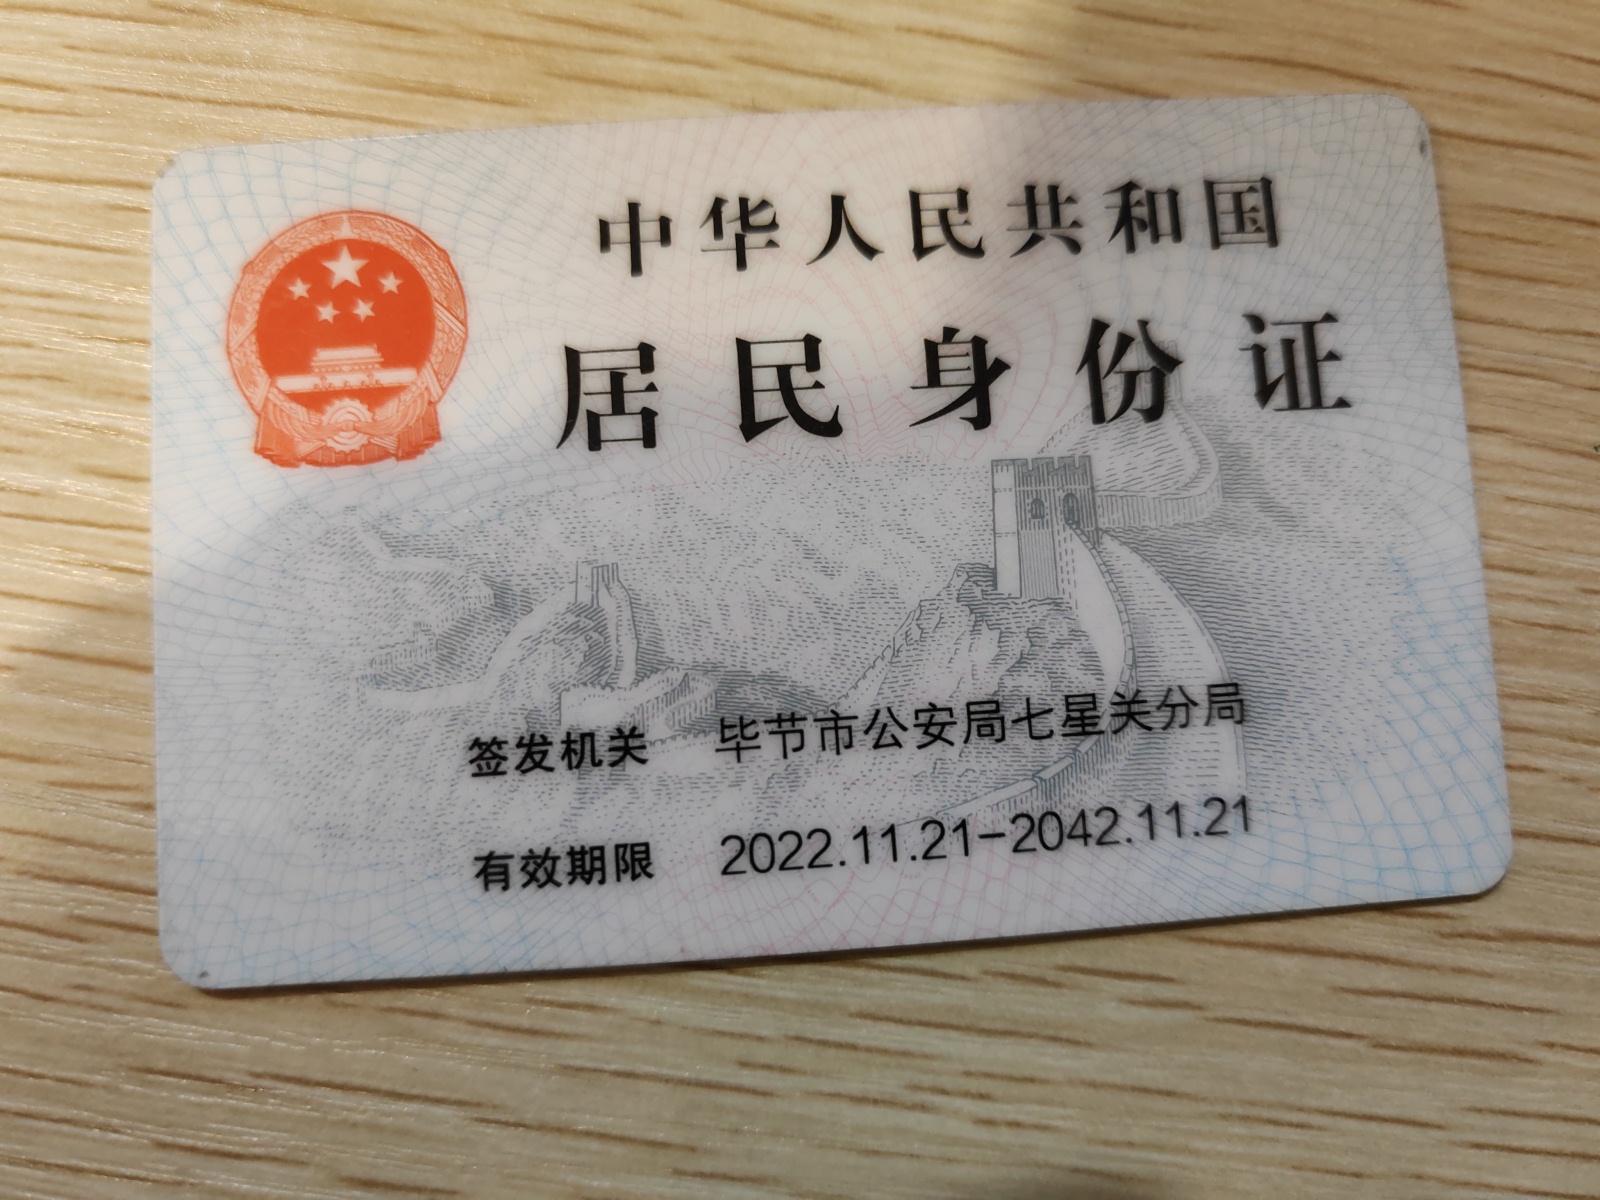 中华人民共和国
居民身份证
签发机关 毕节市公安局七星关分局
有效期限 2022.11.21-2042.11.21